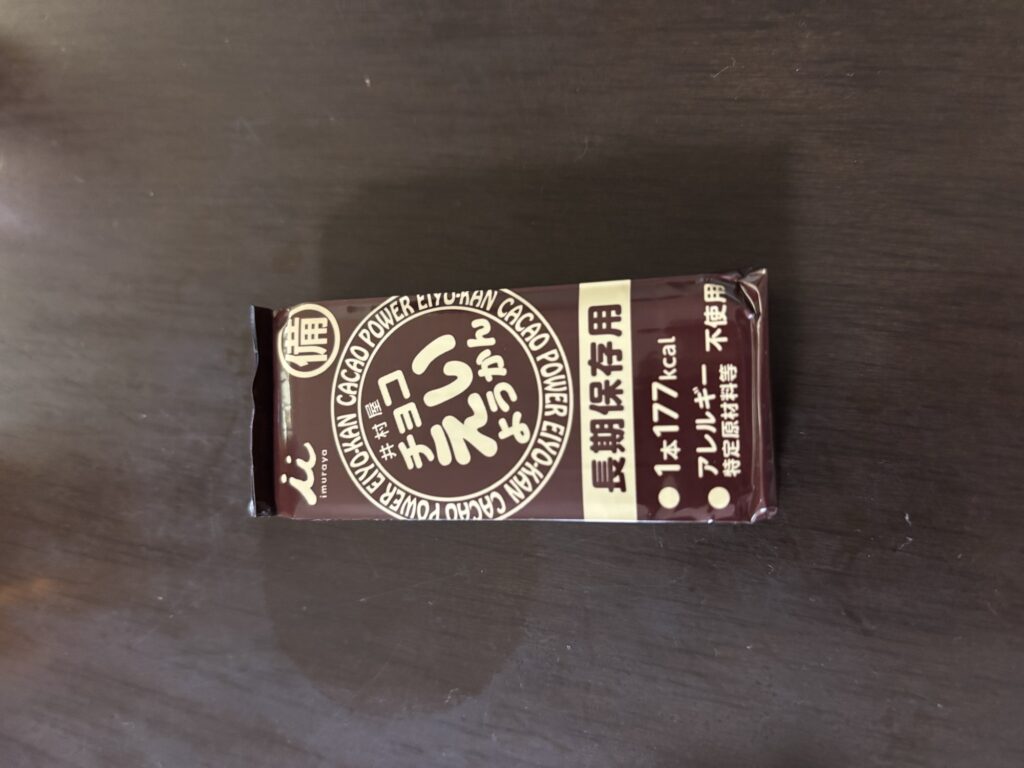 ii
imuraya
備
CACAO POWER EIYO-KAN CACAO POWER EIYO-KAN CACAO POWER EIYO-KAN
井村屋
チョコ
えいようかん
長期保存用
●1本177kcal
●アレルギー
特定原材料等 不使用